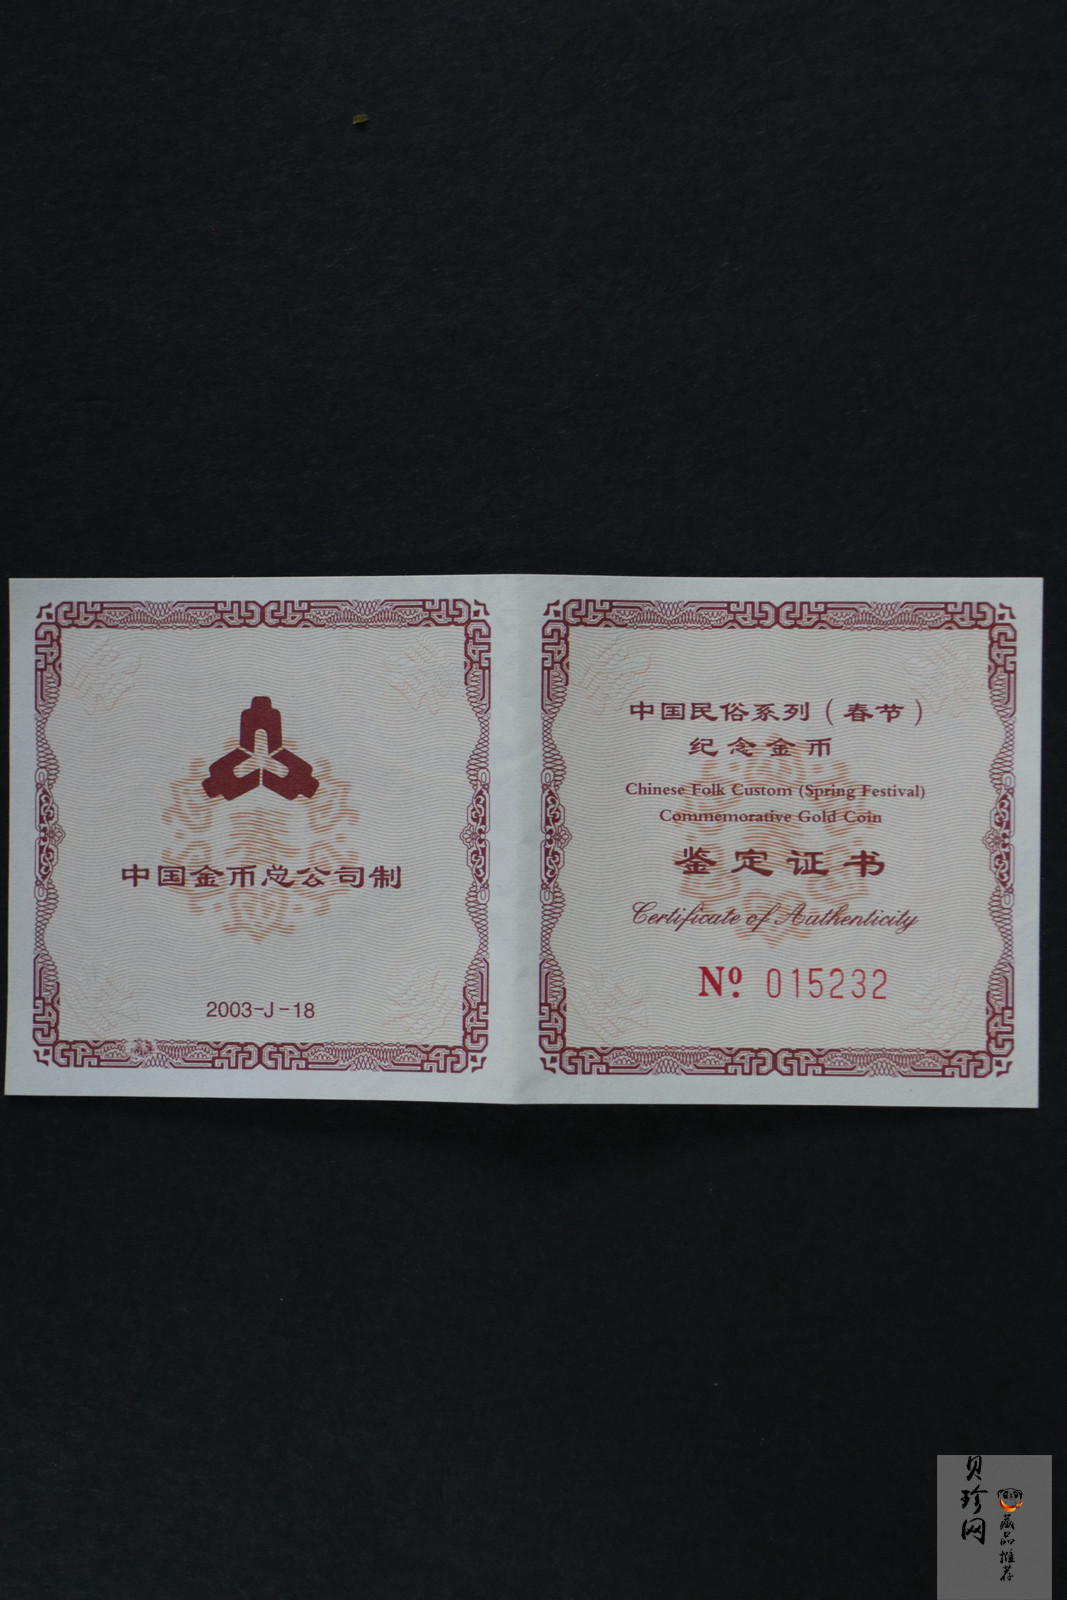 中国金币总公司制
2003-J-18
中国民俗系列（春节）
纪念金币
Chinese Folk Custom (Spring Festival)
Commemorative Gold Coin
鉴定证书
Certificate of Authenticity
Nº 015232
贝珍网
藏品推荐